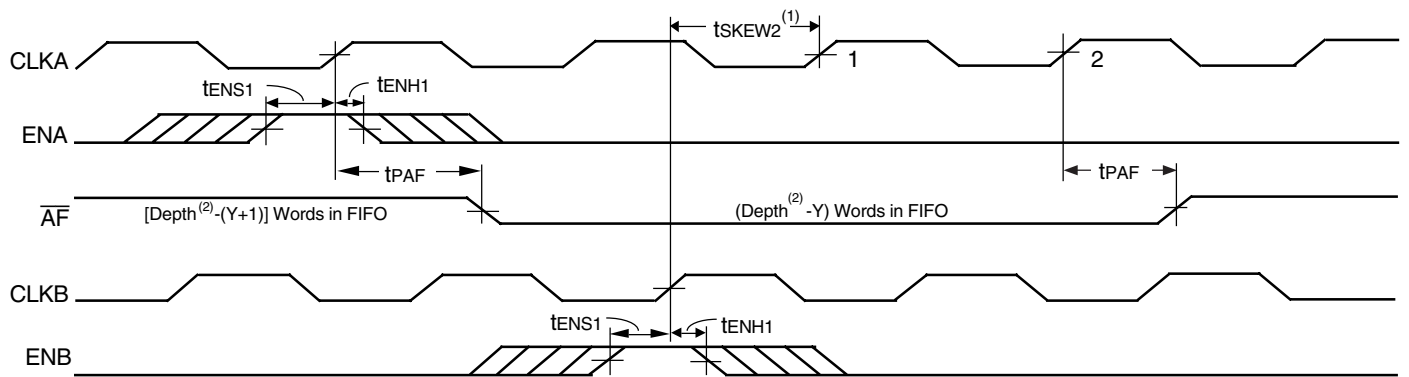 tSKEW2(1)
CLKA 1 2
tENS1 tENH1
ENA
tPAF tPAF
AF [Depth(2)-(Y+1)] Words in FIFO (Depth(2) -Y) Words in FIFO
CLKB
tENS1 tENH1
ENB